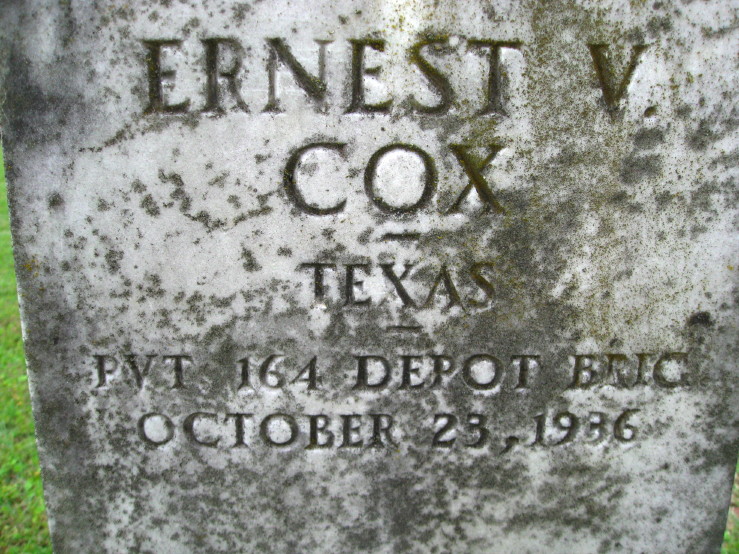 ERNEST V.
COX
TEXAS
PVT 164 DEPOT BRIG
OCTOBER 23, 1936